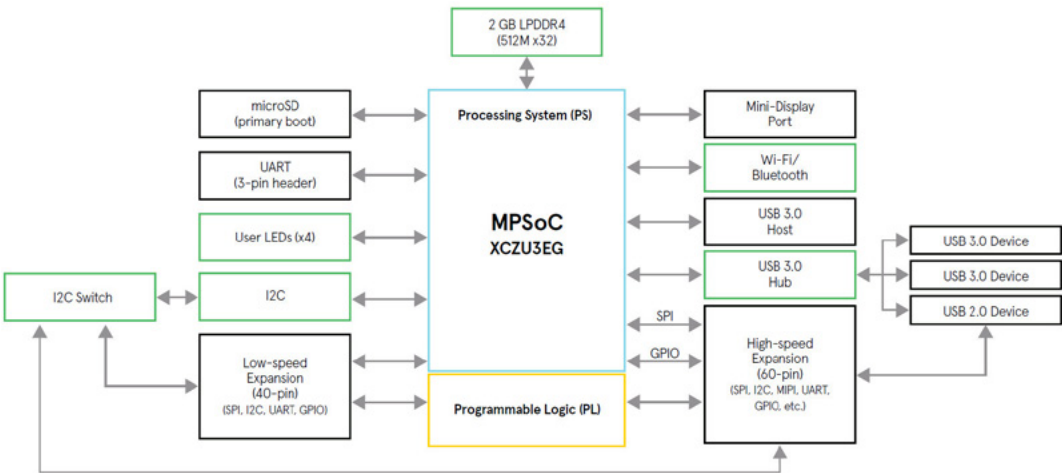 2 GB LPDDR4
(512M x32)
microSD
(primary boot)
Processing System (PS)
Mini-Display
Port
UART
(3-pin header)
Wi-Fi/
Bluetooth
MPSoC
XCZU3EG
User LEDs (x4)
USB 3.0
Host
USB 3.0 Device
I2C Switch
I2C
USB 3.0
Hub
USB 3.0 Device
USB 2.0 Device
SPI
GPIO
Low-speed
Expansion
(40-pin)
(SPI, I2C, UART, GPIO)
High-speed
Expansion
(60-pin)
(SPI, I2C, MIPI, UART,
GPIO, etc.)
Programmable Logic (PL)